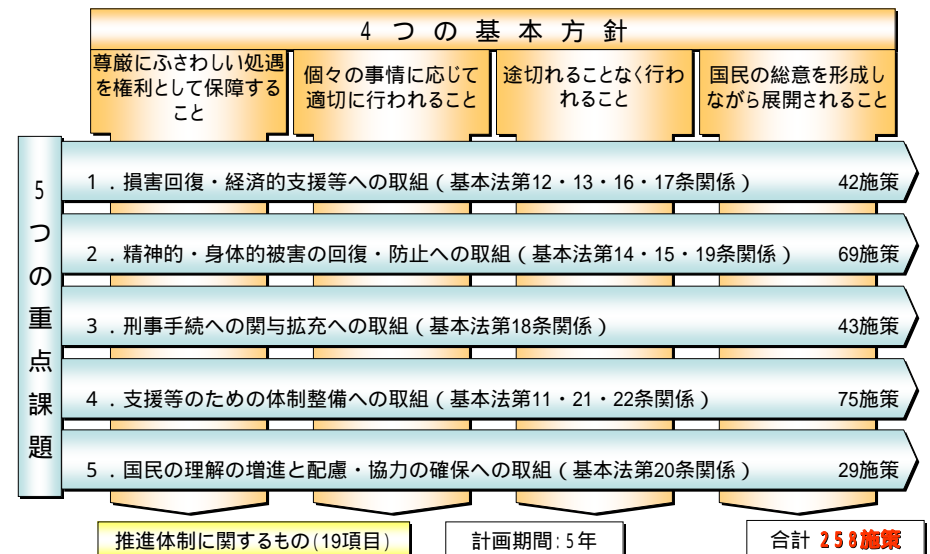 4つの基本方針
尊厳にふさわしい処遇
を権利として保障する
こと
個々の事情に応じて
適切に行われること
途切れることなく行わ
れること
国民の総意を形成し
ながら展開されること
5つの重点課題
1．損害回復・経済的支援等への取組（基本法第12・13・16・17条関係） 42施策
2．精神的・身体的被害の回復・防止への取組（基本法第14・15・19条関係） 69施策
3．刑事手続への関与拡充への取組（基本法第18条関係） 43施策
4．支援等のための体制整備への取組（基本法第11・21・22条関係） 75施策
5．国民の理解の増進と配慮・協力の確保への取組（基本法第20条関係） 29施策
推進体制に関するもの(19項目)
計画期間:5年
合計 258施策